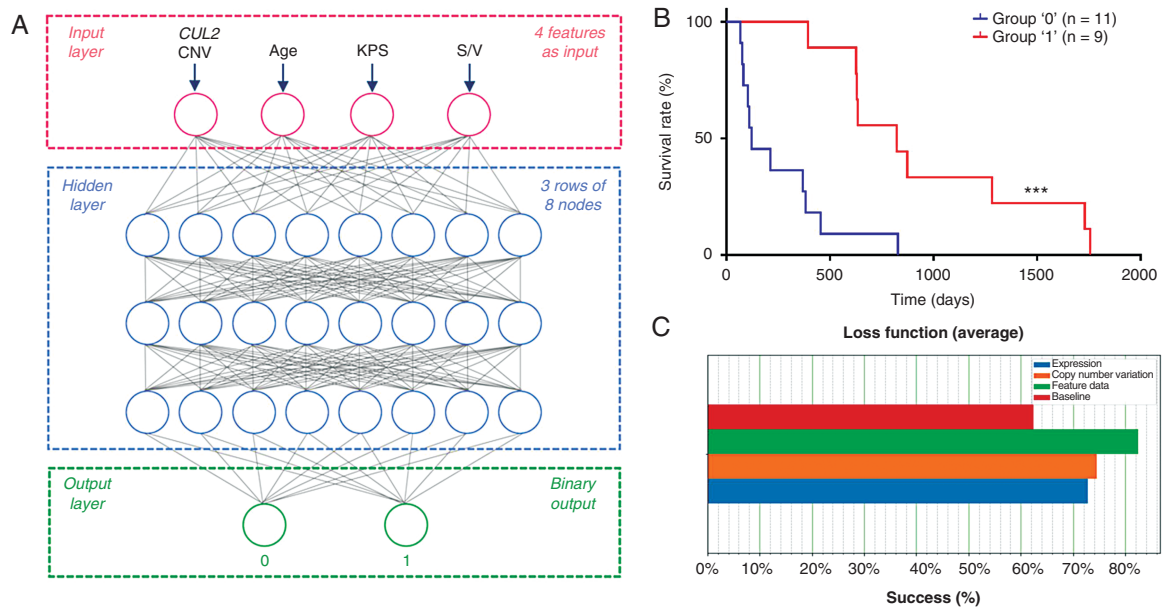 A
Input
layer
CUL2
CNV
Age
KPS
S/V
4 features
as input
Hidden
layer
3 rows of
8 nodes
Output
layer
Binary
output
0
1
B
Group ‘0’ (n = 11)
Group ‘1’ (n = 9)
Survival rate (%)
100
50
0
***
0
500
1000
1500
2000
Time (days)
C
Loss function (average)
Expression
Copy number variation
Feature data
Baseline
0%
10%
20%
30%
40%
50%
60%
70%
80%
Success (%)